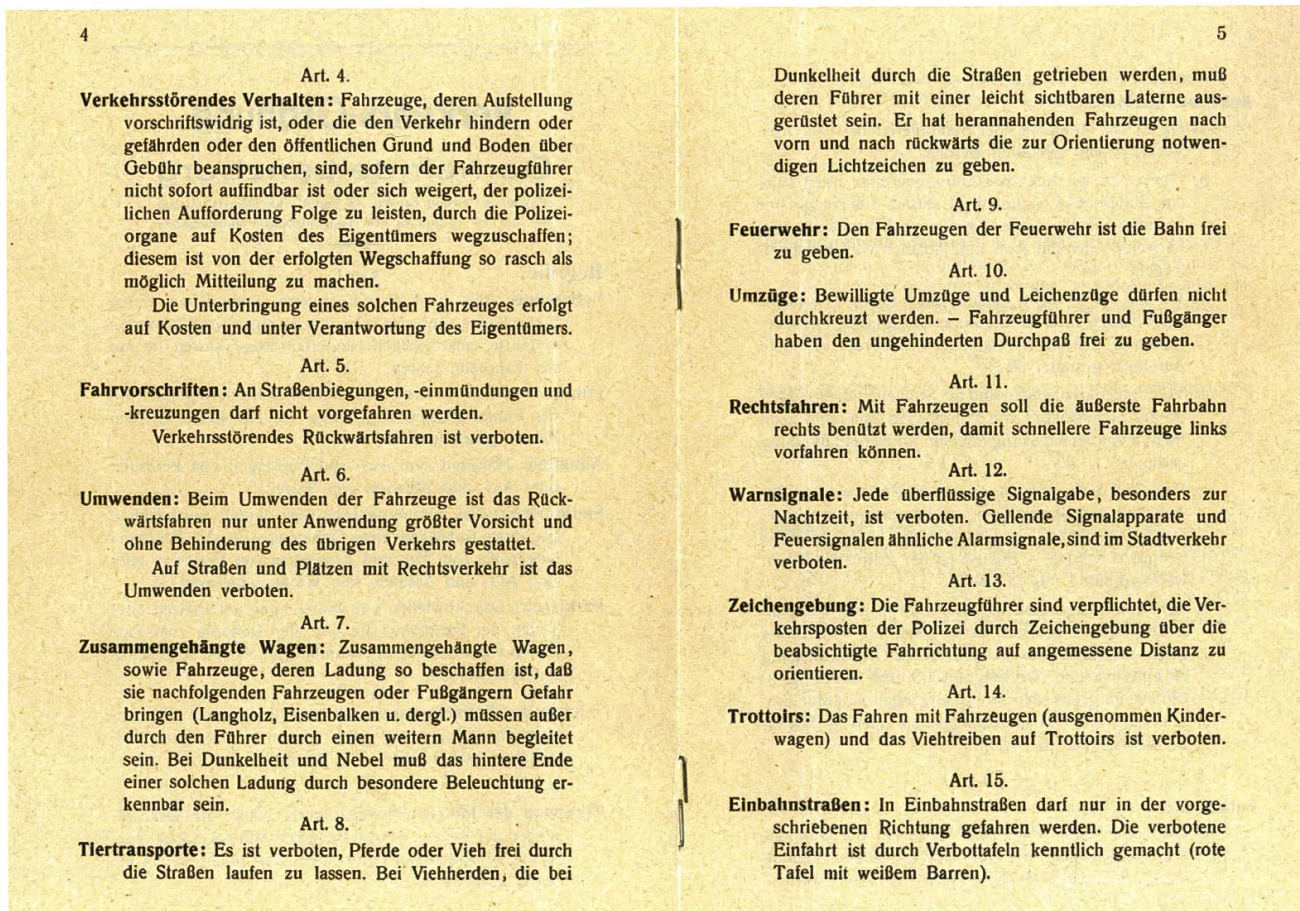 4
Art. 4.
Verkehrsstörendes Verhalten: Fahrzeuge, deren Aufstellung
vorschriftswidrig ist, oder die den Verkehr hindern oder
gefährden oder den öffentlichen Grund und Boden über
Gebühr beanspruchen, sind, sofern der Fahrzeugführer
nicht sofort auffindbar ist oder sich weigert, der polizei-
lichen Aufforderung Folge zu leisten, durch die Polizei-
organe auf Kosten des Eigentümers wegzuschaffen;
diesem ist von der erfolgten Wegschaffung so rasch als
möglich Mitteilung zu machen.
Die Unterbringung eines solchen Fahrzeuges erfolgt
auf Kosten und unter Verantwortung des Eigentümers.
Art. 5.
Fahrvorschriften: An Straßenbiegungen, -einmündungen und
-kreuzungen darf nicht vorgefahren werden.
Verkehrsstörendes Rückwärtsfahren ist verboten.
Art. 6.
Umwenden: Beim Umwenden der Fahrzeuge ist das Rück-
wärtsfahren nur unter Anwendung größter Vorsicht und
ohne Behinderung des übrigen Verkehrs gestattet.
Auf Straßen und Plätzen mit Rechtsverkehr ist das
Umwenden verboten.
Art. 7.
Zusammengehängte Wagen: Zusammengehängte Wagen,
sowie Fahrzeuge, deren Ladung so beschaffen ist, daß
sie nachfolgenden Fahrzeugen oder Fußgängern Gefahr
bringen (Langholz, Eisenbalken u. dergl.) müssen außer
durch den Führer durch einen weitern Mann begleitet
sein. Bei Dunkelheit und Nebel muß das hintere Ende
einer solchen Ladung durch besondere Beleuchtung er-
kennbar sein.
Art. 8.
Tiertransporte: Es ist verboten, Pferde oder Vieh frei durch
die Straßen laufen zu lassen. Bei Viehherden, die bei
5
Dunkelheit durch die Straßen getrieben werden, muß
deren Führer mit einer leicht sichtbaren Laterne aus-
gerüstet sein. Er hat herannahenden Fahrzeugen nach
vorn und nach rückwärts die zur Orientierung notwen-
digen Lichtzeichen zu geben.
Art. 9.
Feuerwehr: Den Fahrzeugen der Feuerwehr ist die Bahn frei
zu geben.
Art. 10.
Umzüge: Bewilligte Umzüge und Leichenzüge dürfen nicht
durchkreuzt werden. – Fahrzeugführer und Fußgänger
haben den ungehinderten Durchpaß frei zu geben.
Art. 11.
Rechtsfahren: Mit Fahrzeugen soll die äußerste Fahrbahn
rechts benützt werden, damit schnellere Fahrzeuge links
vorfahren können.
Art. 12.
Warnsignale: Jede überflüssige Signalgabe, besonders zur
Nachtzeit, ist verboten. Gellende Signalapparate und
Feuersignalen ähnliche Alarmsignale, sind im Stadtverkehr
verboten.
Art. 13.
Zeichengebung: Die Fahrzeugführer sind verpflichtet, die Ver-
kehrsposten der Polizei durch Zeichengebung über die
beabsichtigte Fahrrichtung auf angemessene Distanz zu
orientieren.
Art. 14.
Trottoirs: Das Fahren mit Fahrzeugen (ausgenommen Kinder-
wagen) und das Viehtreiben auf Trottoirs ist verboten.
Art. 15.
Einbahnstraßen: In Einbahnstraßen darf nur in der vorge-
schriebenen Richtung gefahren werden. Die verbotene
Einfahrt ist durch Verbottafeln kenntlich gemacht (rote
Tafel mit weißem Barren).